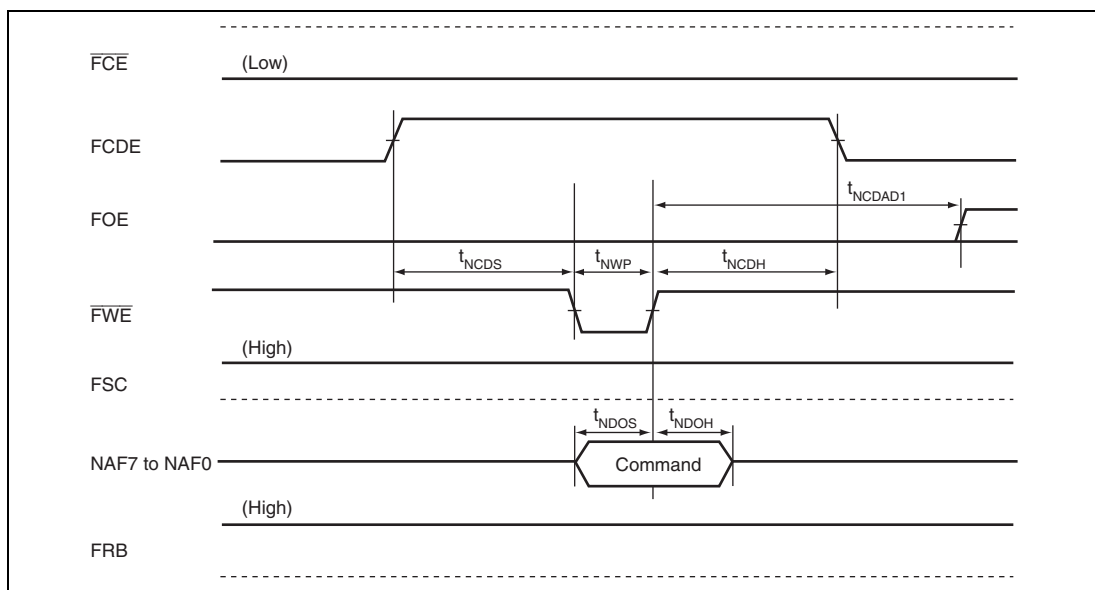 FCE (Low)
FCDE
tNCDAD1
FOE
tNCDS tNWP tNCDH
FWE
(High)
FSC
tNDOS tNDOH
NAF7 to NAF0 Command
(High)
FRB